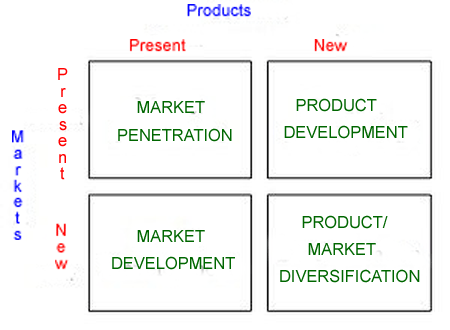 Products
Present New
Markets
Present
MARKET
PENETRATION
PRODUCT
DEVELOPMENT
New
MARKET
DEVELOPMENT
PRODUCT/
MARKET
DIVERSIFICATION